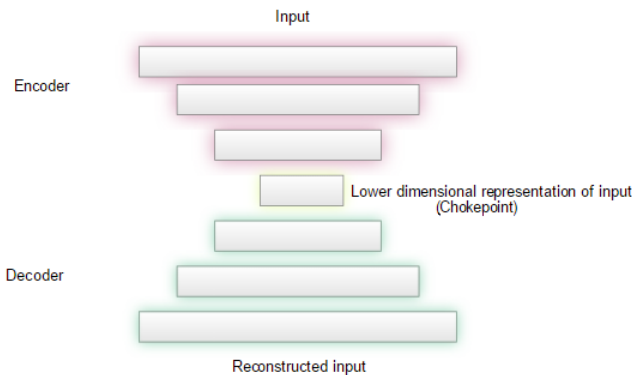 Input
Encoder
Lower dimensional representation of input
(Chokepoint)
Decoder
Reconstructed input